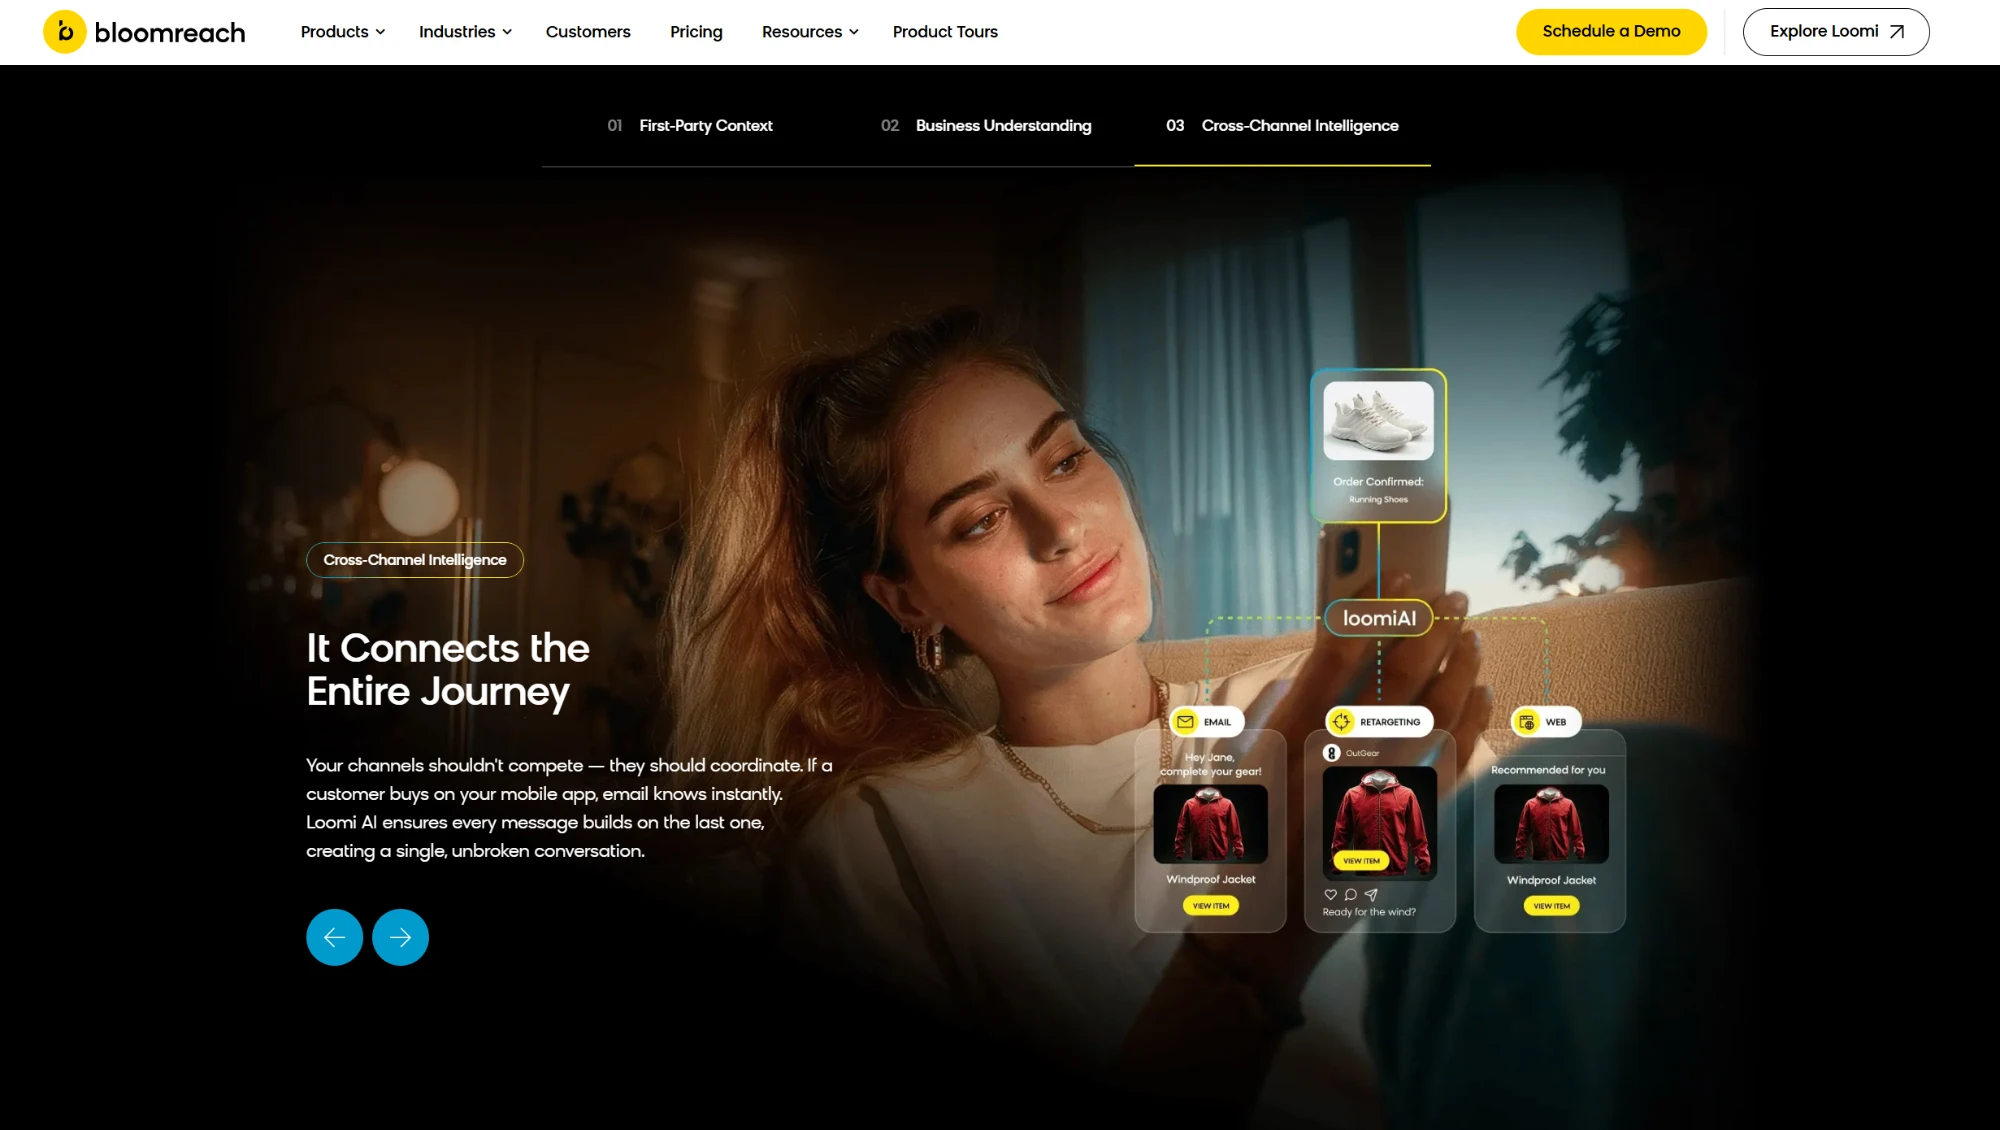 bloomreach
Products
Industries
Customers
Pricing
Resources
Product Tours
Schedule a Demo
Explore Loomi
01 First-Party Context
02 Business Understanding
03 Cross-Channel Intelligence
Cross-Channel Intelligence
It Connects the
Entire Journey
Your channels shouldn't compete — they should coordinate. If a
customer buys on your mobile app, email knows instantly.
Loomi AI ensures every message builds on the last one,
creating a single, unbroken conversation.
Order Confirmed:
Running Shoes
loomiAI
EMAIL
Hey Jane,
complete your gear!
Windproof Jacket
VIEW ITEM
RETARGETING
OutGear
VIEW ITEM
Ready for the wind?
WEB
Recommended for you
Windproof Jacket
VIEW ITEM